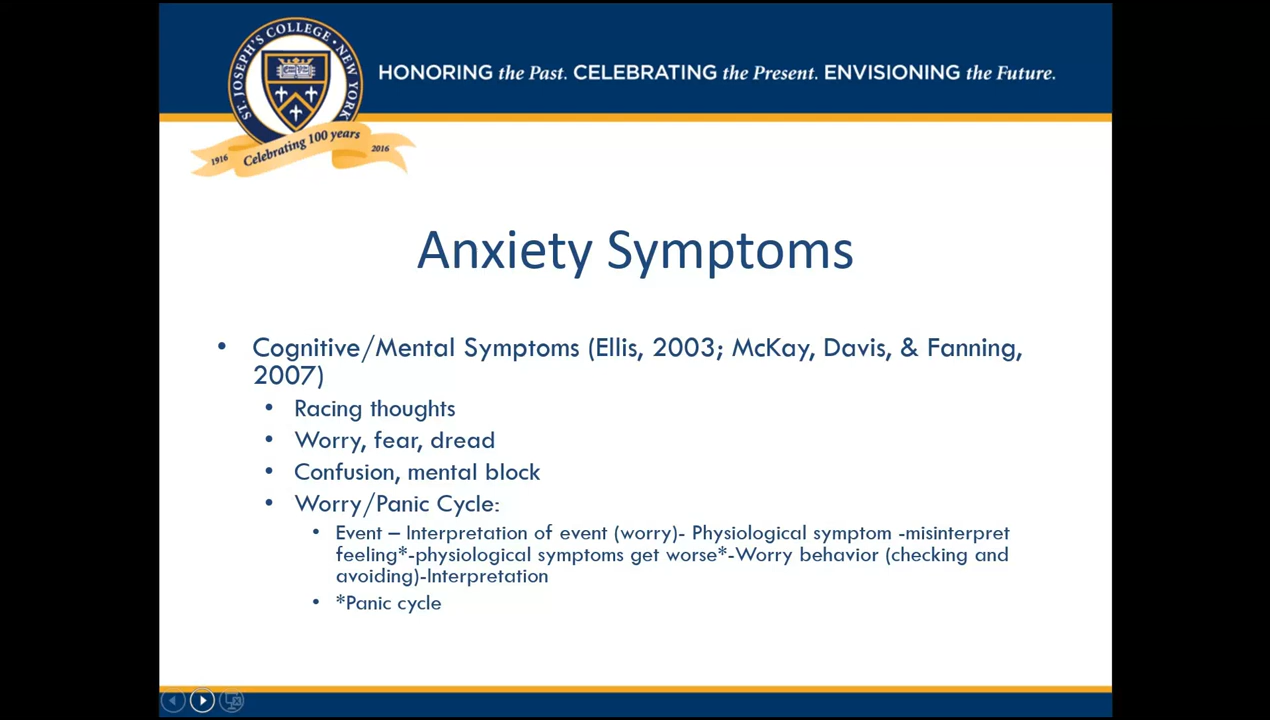 ST. JOSEPH'S COLLEGE • NEW YORK
HONORING the Past. CELEBRATING the Present. ENVISIONING the Future.
1916 Celebrating 100 years 2016
Anxiety Symptoms
• Cognitive/Mental Symptoms (Ellis, 2003; McKay, Davis, & Fanning,
2007)
• Racing thoughts
• Worry, fear, dread
• Confusion, mental block
• Worry/Panic Cycle:
• Event – Interpretation of event (worry)- Physiological symptom -misinterpret
feeling*-physiological symptoms get worse*-Worry behavior (checking and
avoiding)-Interpretation
• *Panic cycle